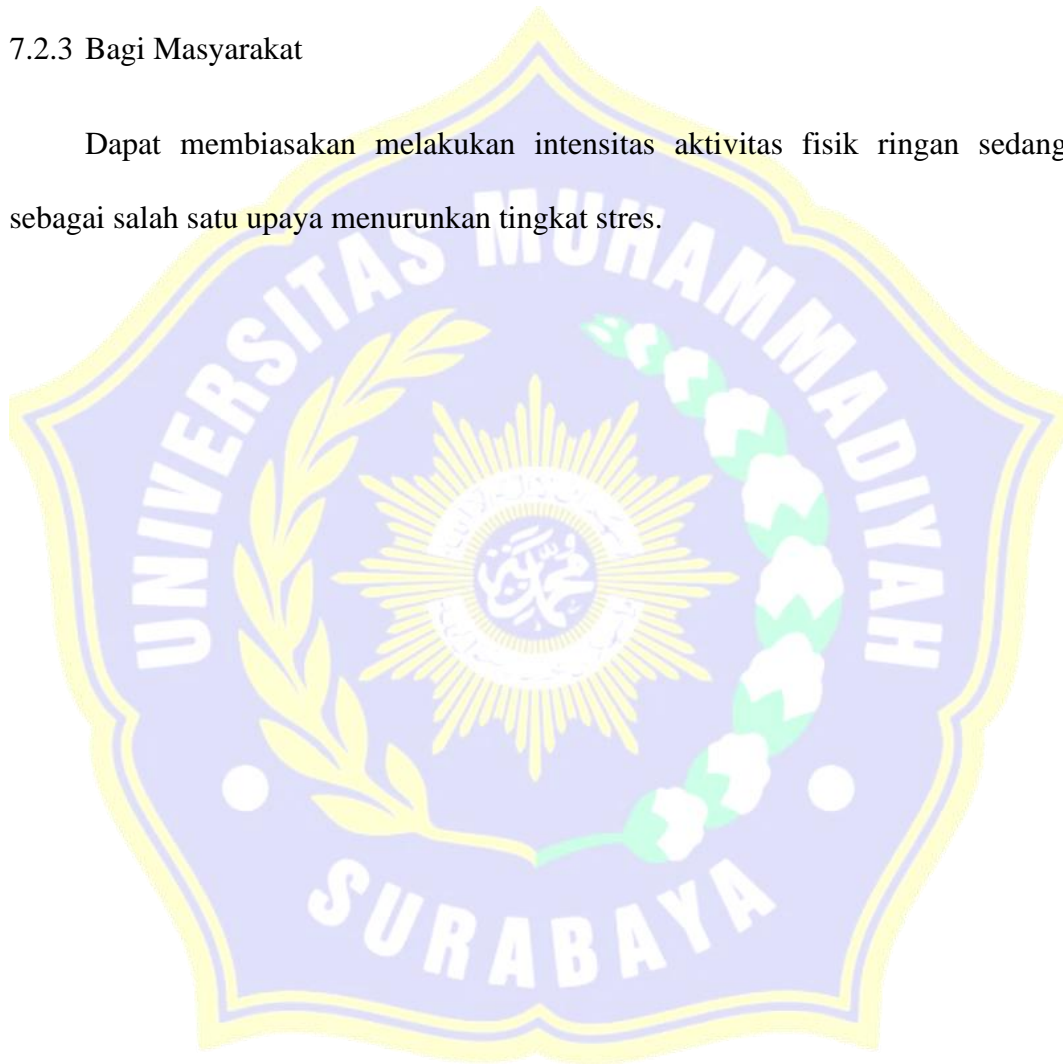 7.2.3 Bagi Masyarakat
Dapat membiasakan melakukan intensitas aktivitas fisik ringan sedang
sebagai salah satu upaya menurunkan tingkat stres.
UNIVERSITAS MUHAMMADIYAH
محمد
SURABAYA